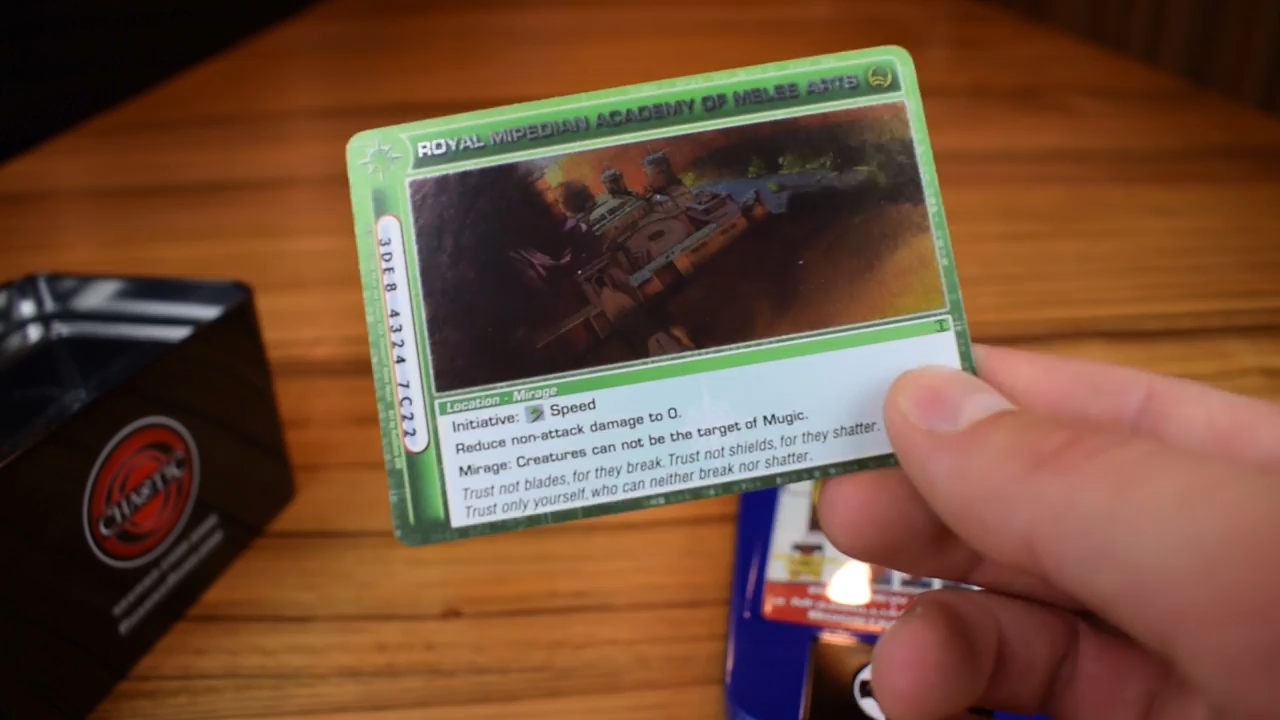 ROYAL MIPEDIAN ACADEMY OF MELEE ARTS
3DE8 4324 7C22
Location - Mirage
Initiative: Speed
Reduce non-attack damage to 0.
Mirage: Creatures can not be the target of Mugic.
Trust not blades, for they break. Trust not shields, for they shatter.
Trust only yourself, who can neither break nor shatter.
CHAOTIC